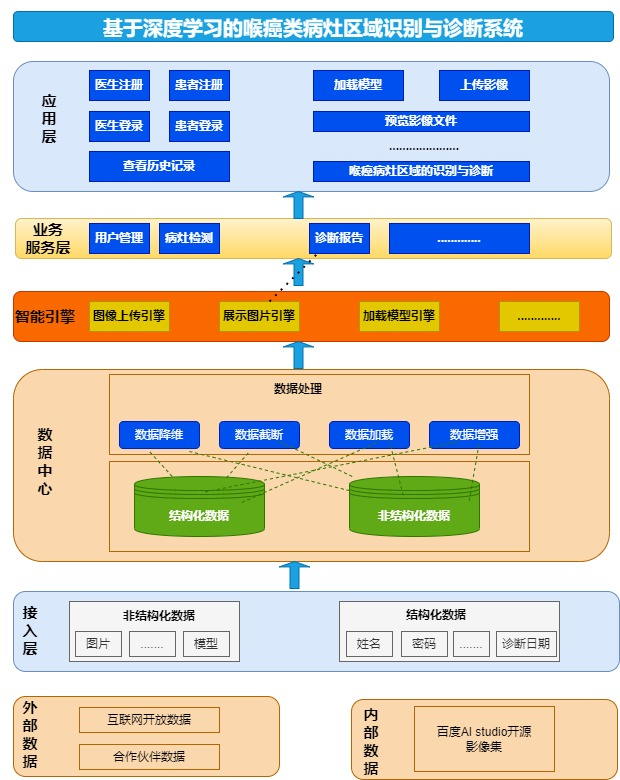 基于深度学习的喉癌类病灶区域识别与诊断系统
应用层
医生注册
患者注册
加载模型
上传影像
医生登录
患者登录
预览影像文件
.....................
查看历史记录
喉癌病灶区域的识别与诊断
业务
服务层
用户管理
病灶检测
诊断报告
.............
智能引擎
图像上传引擎
展示图片引擎
加载模型引擎
.............
数据中心
数据处理
数据降维
数据截断
数据加载
数据增强
结构化数据
非结构化数据
接入层
非结构化数据
图片
.......
模型
结构化数据
姓名
密码
.......
诊断日期
外部数据
互联网开放数据
合作伙伴数据
内部数据
百度AI studio开源
影像集